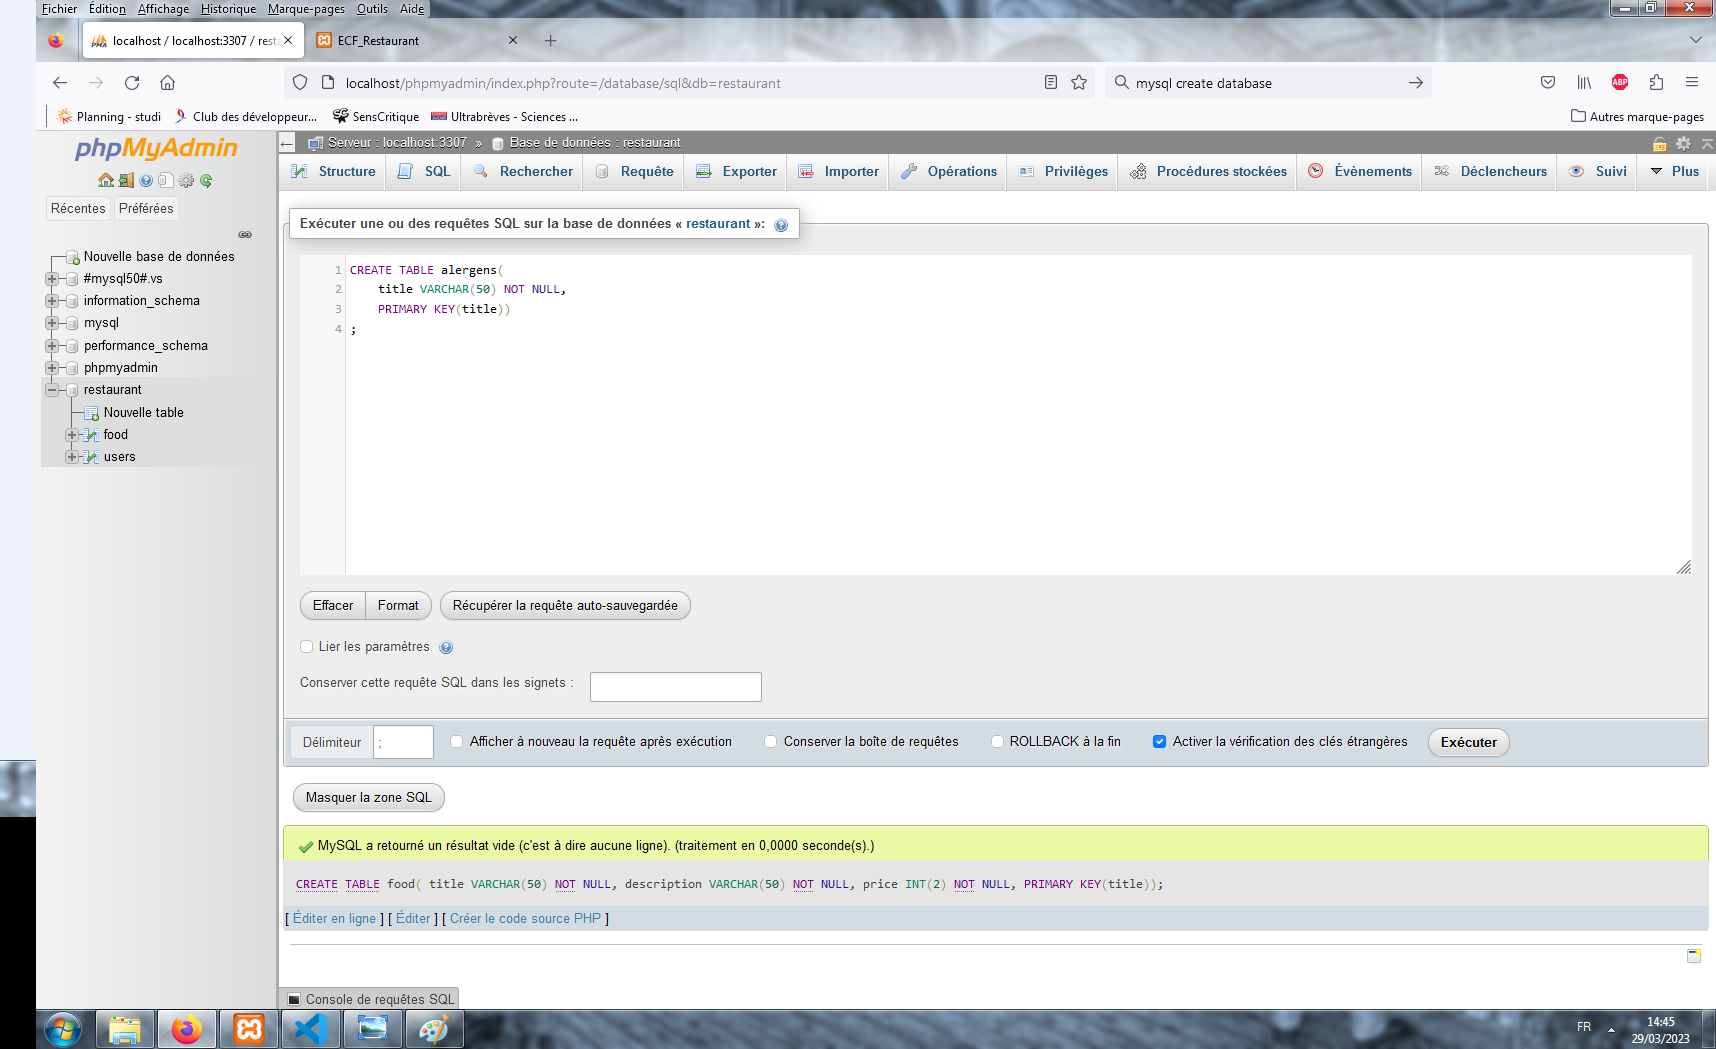 Fichier Édition Affichage Historique Marque-pages Outils Aide
localhost / localhost:3307 / resta
ECF_Restaurant
localhost/phpmyadmin/index.php?route=/database/sql&db=restaurant
mysql create database
ABP
Planning - studi
Club des développeur...
SensCritique
Ultrabrèves - Sciences ...
Autres marque-pages
phpMyAdmin
Récentes Préférées
Nouvelle base de données
#mysql50#.vs
information_schema
mysql
performance_schema
phpmyadmin
restaurant
Nouvelle table
food
users
Serveur : localhost:3307 » Base de données : restaurant
Structure SQL Rechercher Requête Exporter Importer Opérations Privilèges Procédures stockées Évènements Déclencheurs Suivi Plus
Exécuter une ou des requêtes SQL sur la base de données « restaurant »:
1 CREATE TABLE alergens(
2 title VARCHAR(50) NOT NULL,
3 PRIMARY KEY(title))
4 ;
Effacer Format Récupérer la requête auto-sauvegardée
Lier les paramètres
Conserver cette requête SQL dans les signets :
Délimiteur ; Afficher à nouveau la requête après exécution Conserver la boîte de requêtes ROLLBACK à la fin Activer la vérification des clés étrangères Exécuter
Masquer la zone SQL
MySQL a retourné un résultat vide (c'est à dire aucune ligne). (traitement en 0,0000 seconde(s).)
CREATE TABLE food( title VARCHAR(50) NOT NULL, description VARCHAR(50) NOT NULL, price INT(2) NOT NULL, PRIMARY KEY(title));
[ Éditer en ligne ] [ Éditer ] [ Créer le code source PHP ]
Console de requêtes SQL
FR
14:45
29/03/2023